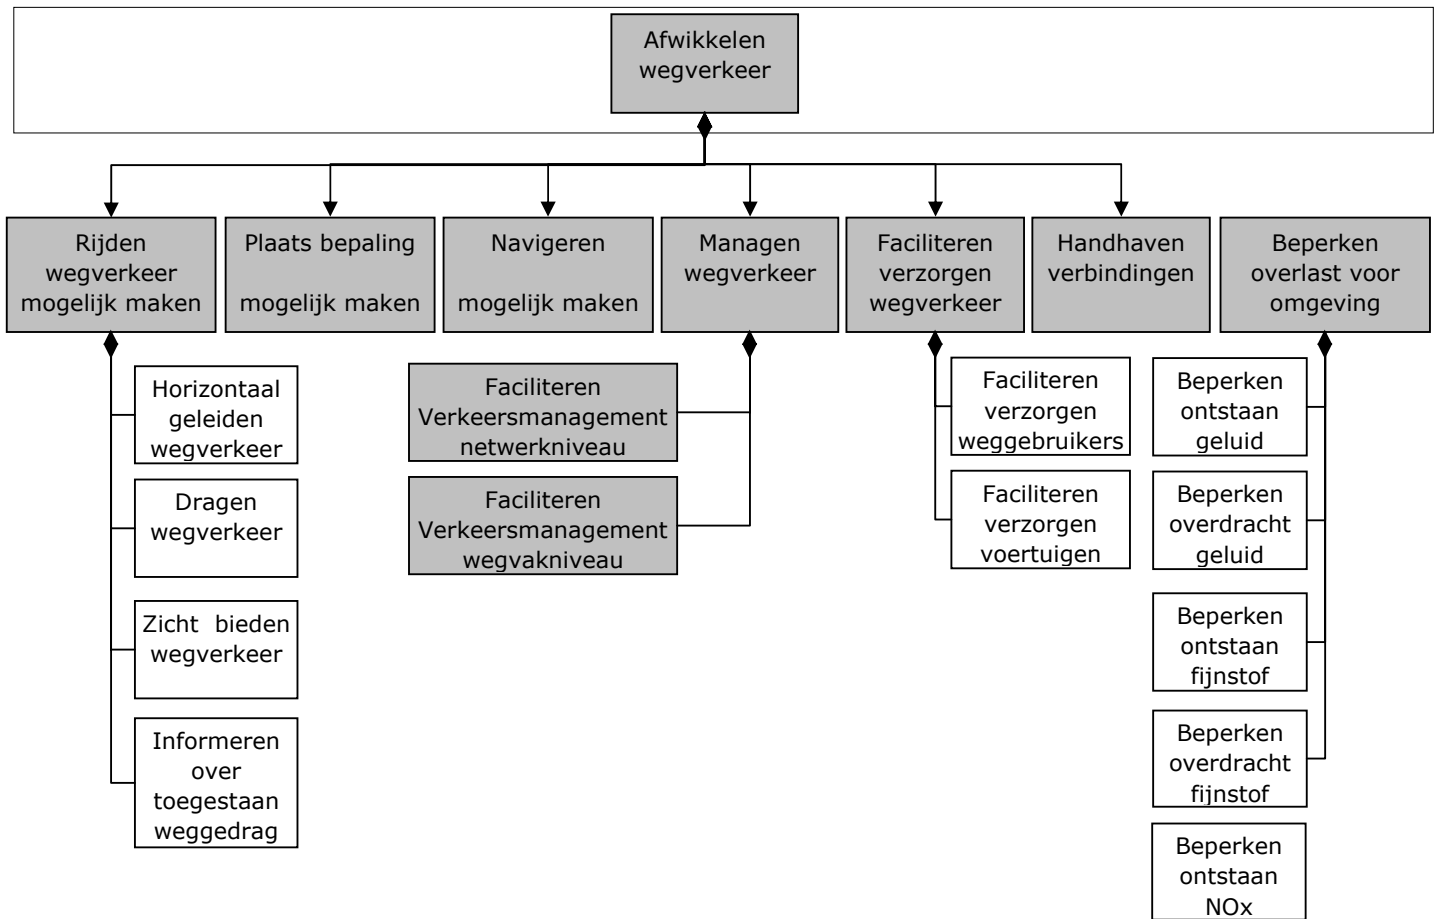 Afwikkelen
wegverkeer
Rijden
wegverkeer
mogelijk maken
Plaats bepaling
mogelijk maken
Navigeren
mogelijk maken
Managen
wegverkeer
Faciliteren
verzorgen
wegverkeer
Handhaven
verbindingen
Beperken
overlast voor
omgeving
Horizontaal
geleiden
wegverkeer
Dragen
wegverkeer
Zicht bieden
wegverkeer
Informeren
over
toegestaan
weggedrag
Faciliteren
Verkeersmanagement
netwerkniveau
Faciliteren
Verkeersmanagement
wegvakniveau
Faciliteren
verzorgen
weggebruikers
Faciliteren
verzorgen
voertuigen
Beperken
ontstaan
geluid
Beperken
overdracht
geluid
Beperken
ontstaan
fijnstof
Beperken
overdracht
fijnstof
Beperken
ontstaan
NOx